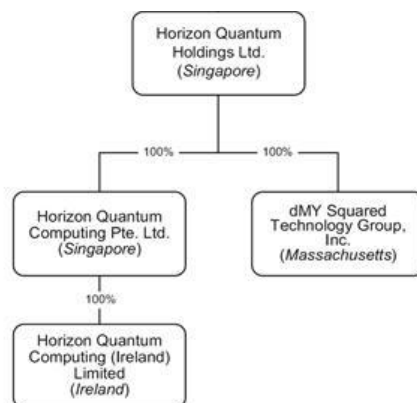 Horizon Quantum
Holdings Ltd.
(Singapore)
100%
100%
Horizon Quantum
Computing Pte. Ltd.
(Singapore)
dMY Squared
Technology Group,
Inc.
(Massachusetts)
100%
Horizon Quantum
Computing (Ireland)
Limited
(Ireland)